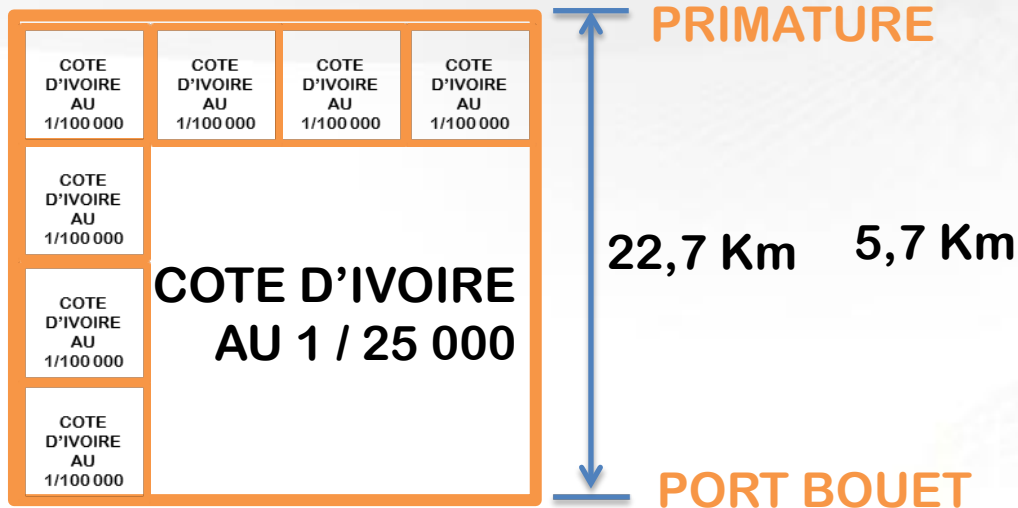 COTE
D'IVOIRE
AU
1/100 000
COTE
D'IVOIRE
AU
1/100 000
COTE
D'IVOIRE
AU
1/100 000
COTE
D'IVOIRE
AU
1/100 000
COTE
D'IVOIRE
AU
1/100 000
COTE
D'IVOIRE
AU
1/100 000
COTE
D'IVOIRE
AU
1/100 000
COTE D'IVOIRE
AU 1 / 25 000
PRIMATURE
22,7 Km
5,7 Km
PORT BOUET